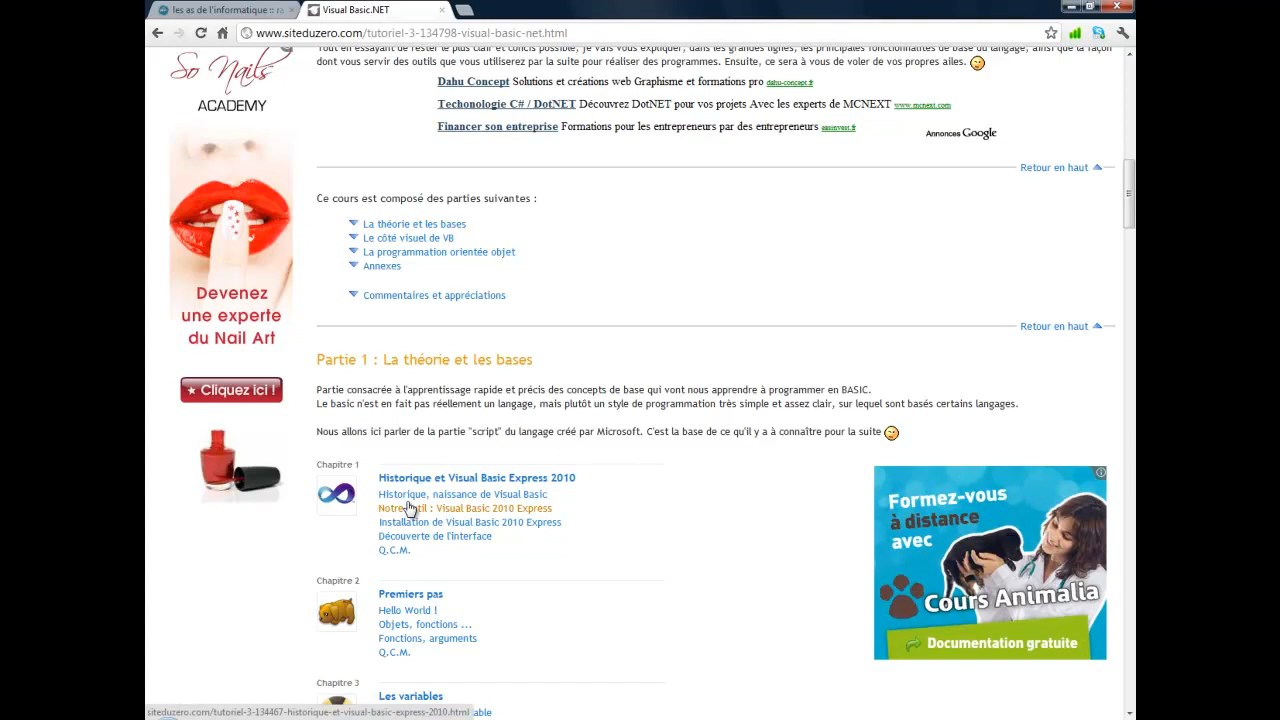 les as de l'informatique :: r
Visual Basic.NET
www.siteduzero.com/tutoriel-3-134798-visual-basic-net.html
So Nails
ACADEMY
Devenez
une experte
du Nail Art
Cliquez ici !
Tout en essayant de rester le plus clair et concis possible, je vais vous expliquer, dans les grandes lignes, les principales fonctionnalités de base du langage, ainsi que la façon
dont vous servir des outils que vous utiliserez par la suite pour réaliser des programmes. Ensuite, ce sera à vous de voler de vos propres ailes.
Dahu Concept Solutions et créations web Graphisme et formations pro dahu-concept.fr
Techonologie C# / DotNET Découvrez DotNET pour vos projets Avec les experts de MCNEXT www.mcnext.com
Financer son entreprise Formations pour les entrepreneurs par des entrepreneurs easinvest.fr
Annonces Google
Retour en haut
Ce cours est composé des parties suivantes :
La théorie et les bases
Le côté visuel de VB
La programmation orientée objet
Annexes
Commentaires et appréciations
Retour en haut
Partie 1 : La théorie et les bases
Partie consacrée à l'apprentissage rapide et précis des concepts de base qui vont nous apprendre à programmer en BASIC.
Le basic n'est en fait pas réellement un langage, mais plutôt un style de programmation très simple et assez clair, sur lequel sont basés certains langages.
Nous allons ici parler de la partie "script" du langage créé par Microsoft. C'est la base de ce qu'il y a à connaître pour la suite
Chapitre 1
Historique et Visual Basic Express 2010
Historique, naissance de Visual Basic
Notre outil : Visual Basic 2010 Express
Installation de Visual Basic 2010 Express
Découverte de l'interface
Q.C.M.
Chapitre 2
Premiers pas
Hello World !
Objets, fonctions ...
Fonctions, arguments
Q.C.M.
Chapitre 3
Les variables
able
Formez-vous
à distance
avec
Cours Animalia
Documentation gratuite
siteduzero.com/tutoriel-3-134467-historique-et-visual-basic-express-2010.html